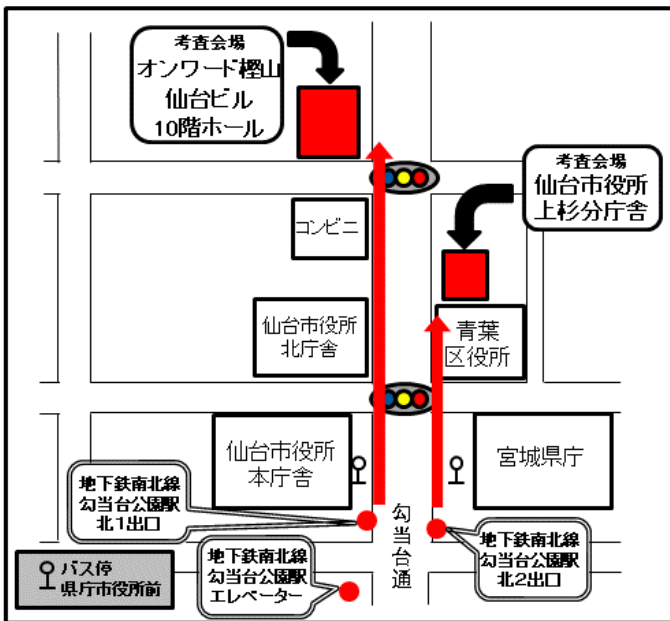 考査会場
オンワード樫山
仙台ビル
10階ホール
考査会場
仙台市役所
上杉分庁舎
コンビニ
仙台市役所
北庁舎
青葉
区役所
仙台市役所
本庁舎
宮城県庁
地下鉄南北線
勾当台公園駅
北1出口
勾当台通
地下鉄南北線
勾当台公園駅
北2出口
地下鉄南北線
勾当台公園駅
エレベーター
バス停
県庁市役所前